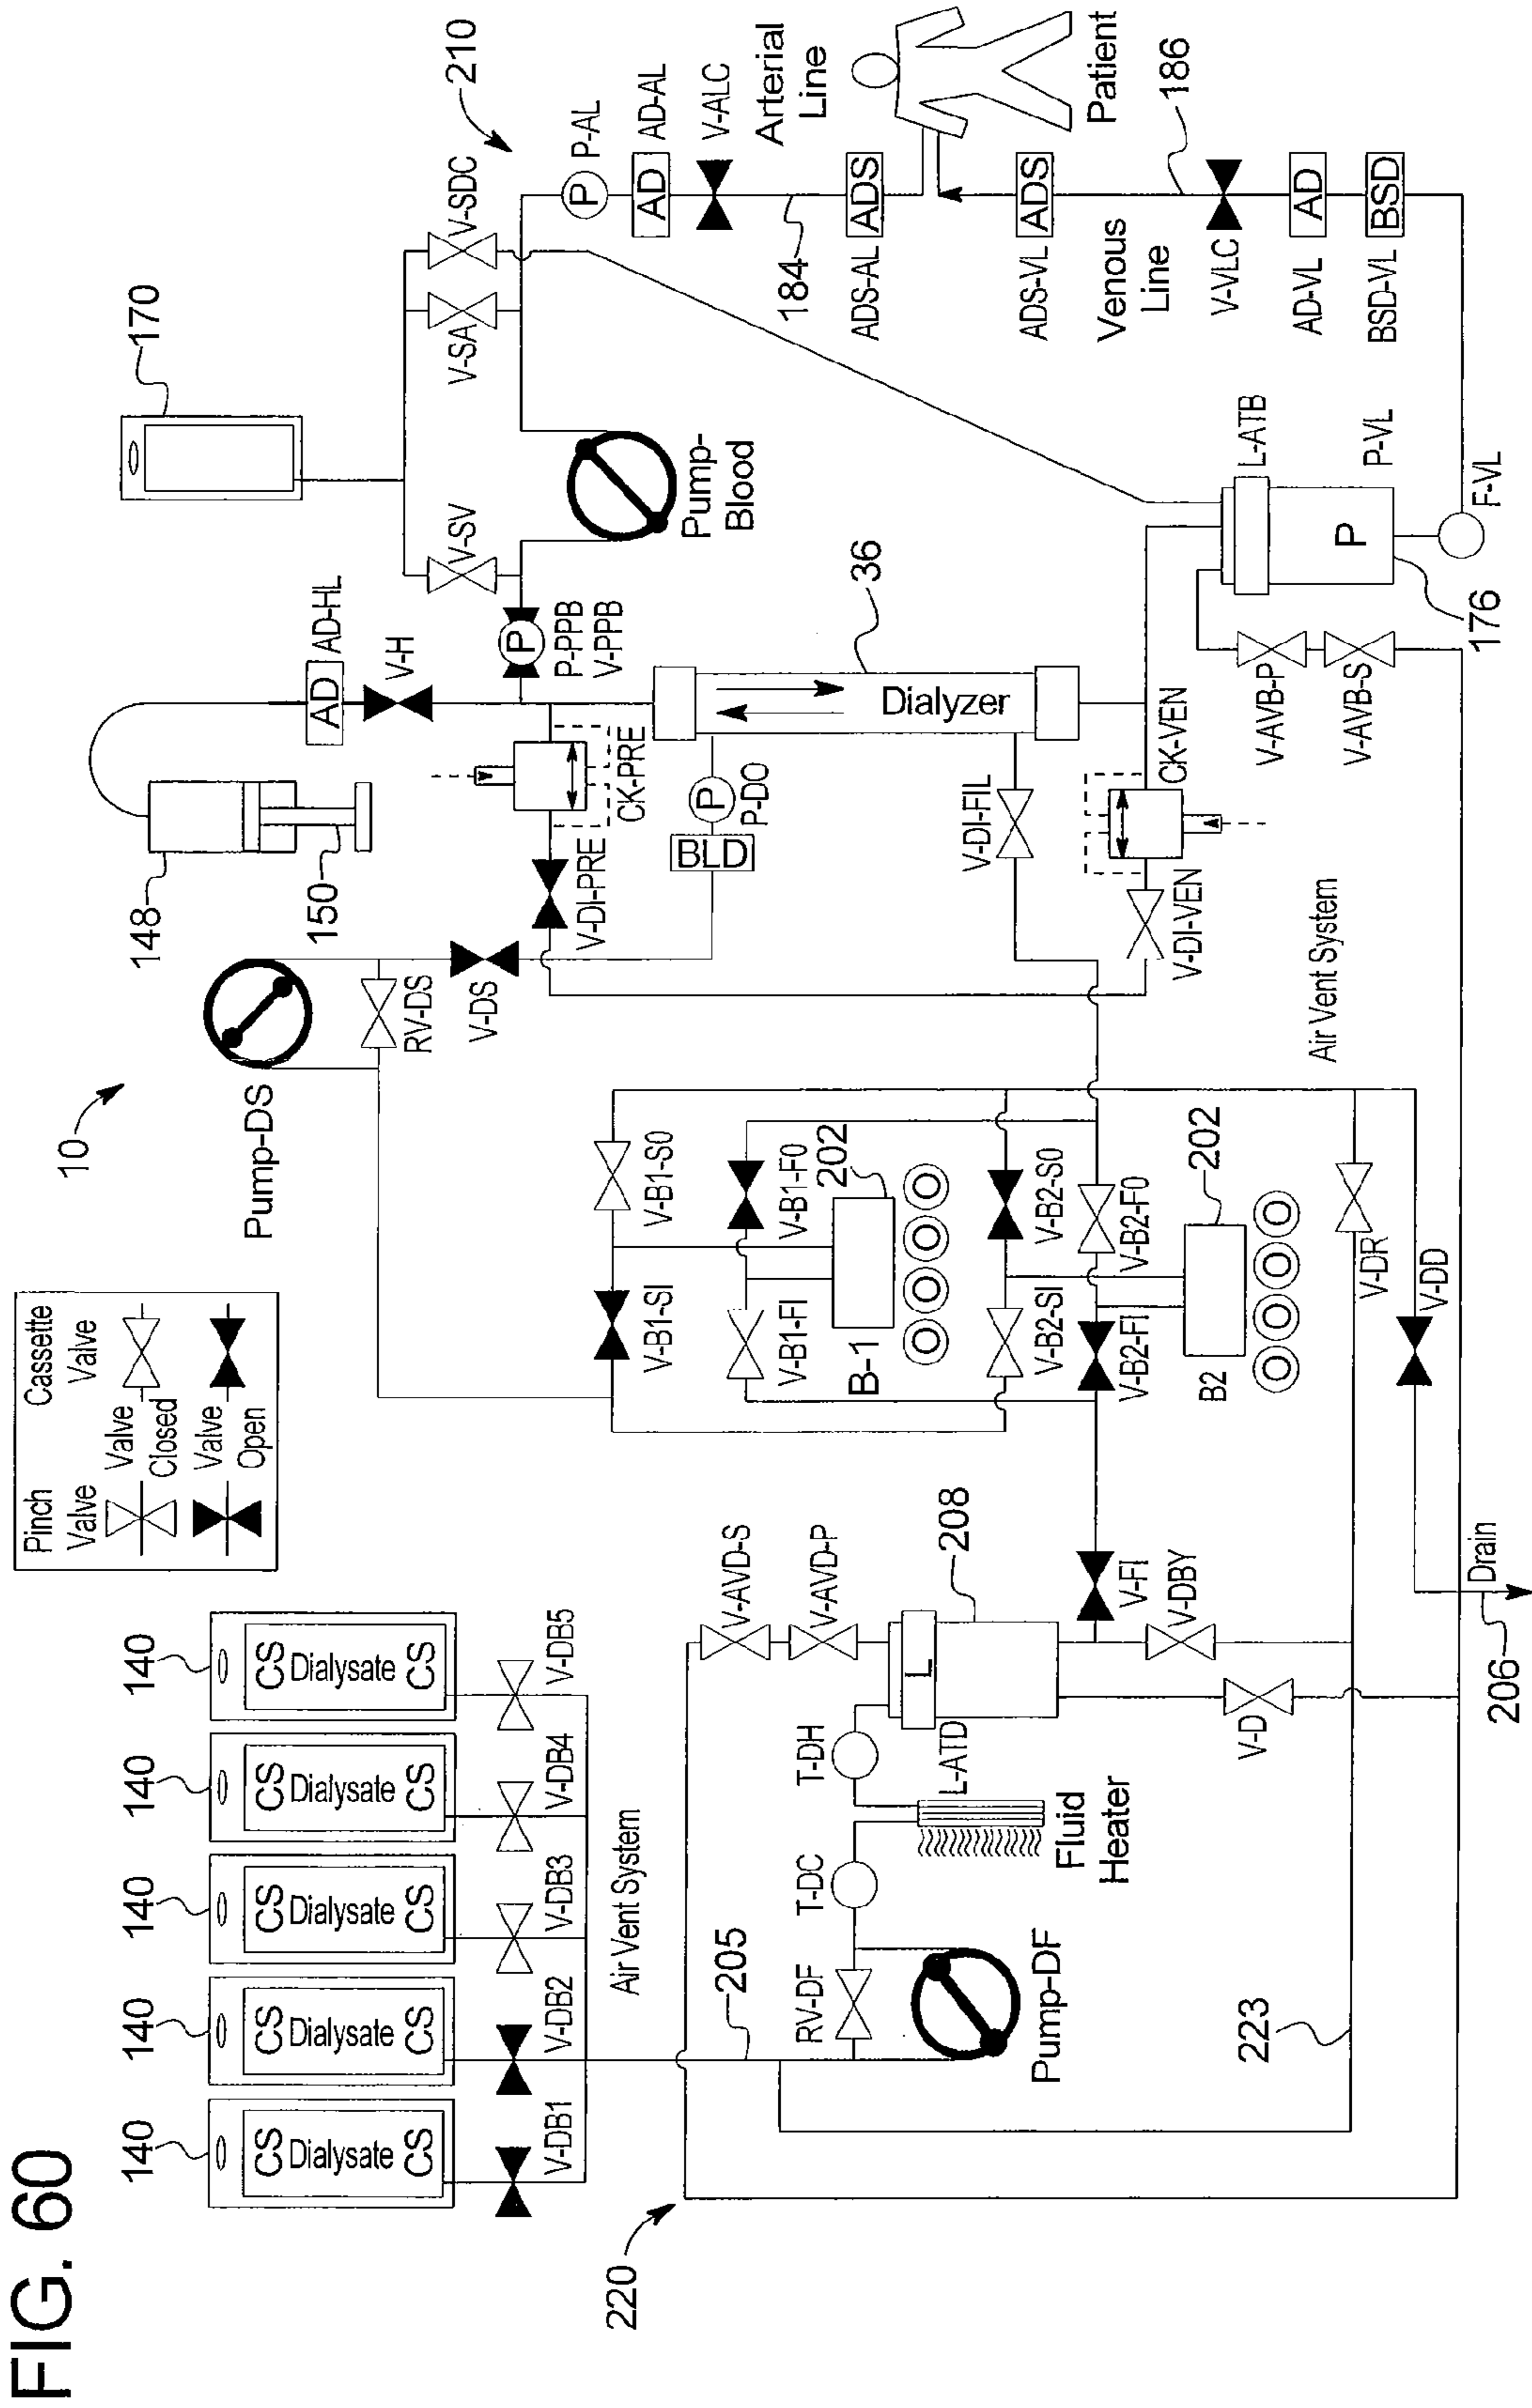 FIG. 60
10
Pinch
Valve
Cassette
Valve
Valve
Closed
Valve
Open
140
140
140
140
140
CS
Dialysate
CS
CS
Dialysate
CS
CS
Dialysate
CS
CS
Dialysate
CS
CS
Dialysate
CS
V-DB1
V-DB2
V-DB3
V-DB4
V-DB5
Air Vent System
220
205
RV-DF
Pump-DF
T-DC
T-DH
Fluid
Heater
L-ATD
L
208
V-AVD-S
V-AVD-P
V-FI
V-DBY
V-D
223
206
Drain
V-DD
V-DR
Pump-DS
RV-DS
V-DS
V-B1-SI
V-B1-S0
V-B1-FI
V-B1-F0
202
B-1
V-B2-SI
V-B2-S0
V-B2-FI
V-B2-F0
202
B2
Air Vent System
148
150
AD
AD-HL
V-H
V-DI-PRE
CK-PRE
BLD
P
P-DO
V-DI-FIL
V-DI-VEN
CK-VEN
Dialyzer
36
P
P-PPB
V-PPB
170
V-SV
V-SA
V-SDC
210
Pump-
Blood
P
P-AL
AD
AD-AL
V-ALC
Arterial
Line
184
ADS
ADS-AL
Patient
ADS
ADS-VL
Venous
Line
186
V-VLC
AD
AD-VL
BSD
BSD-VL
L-ATB
P
P-VL
F-VL
176
V-AVB-P
V-AVB-S